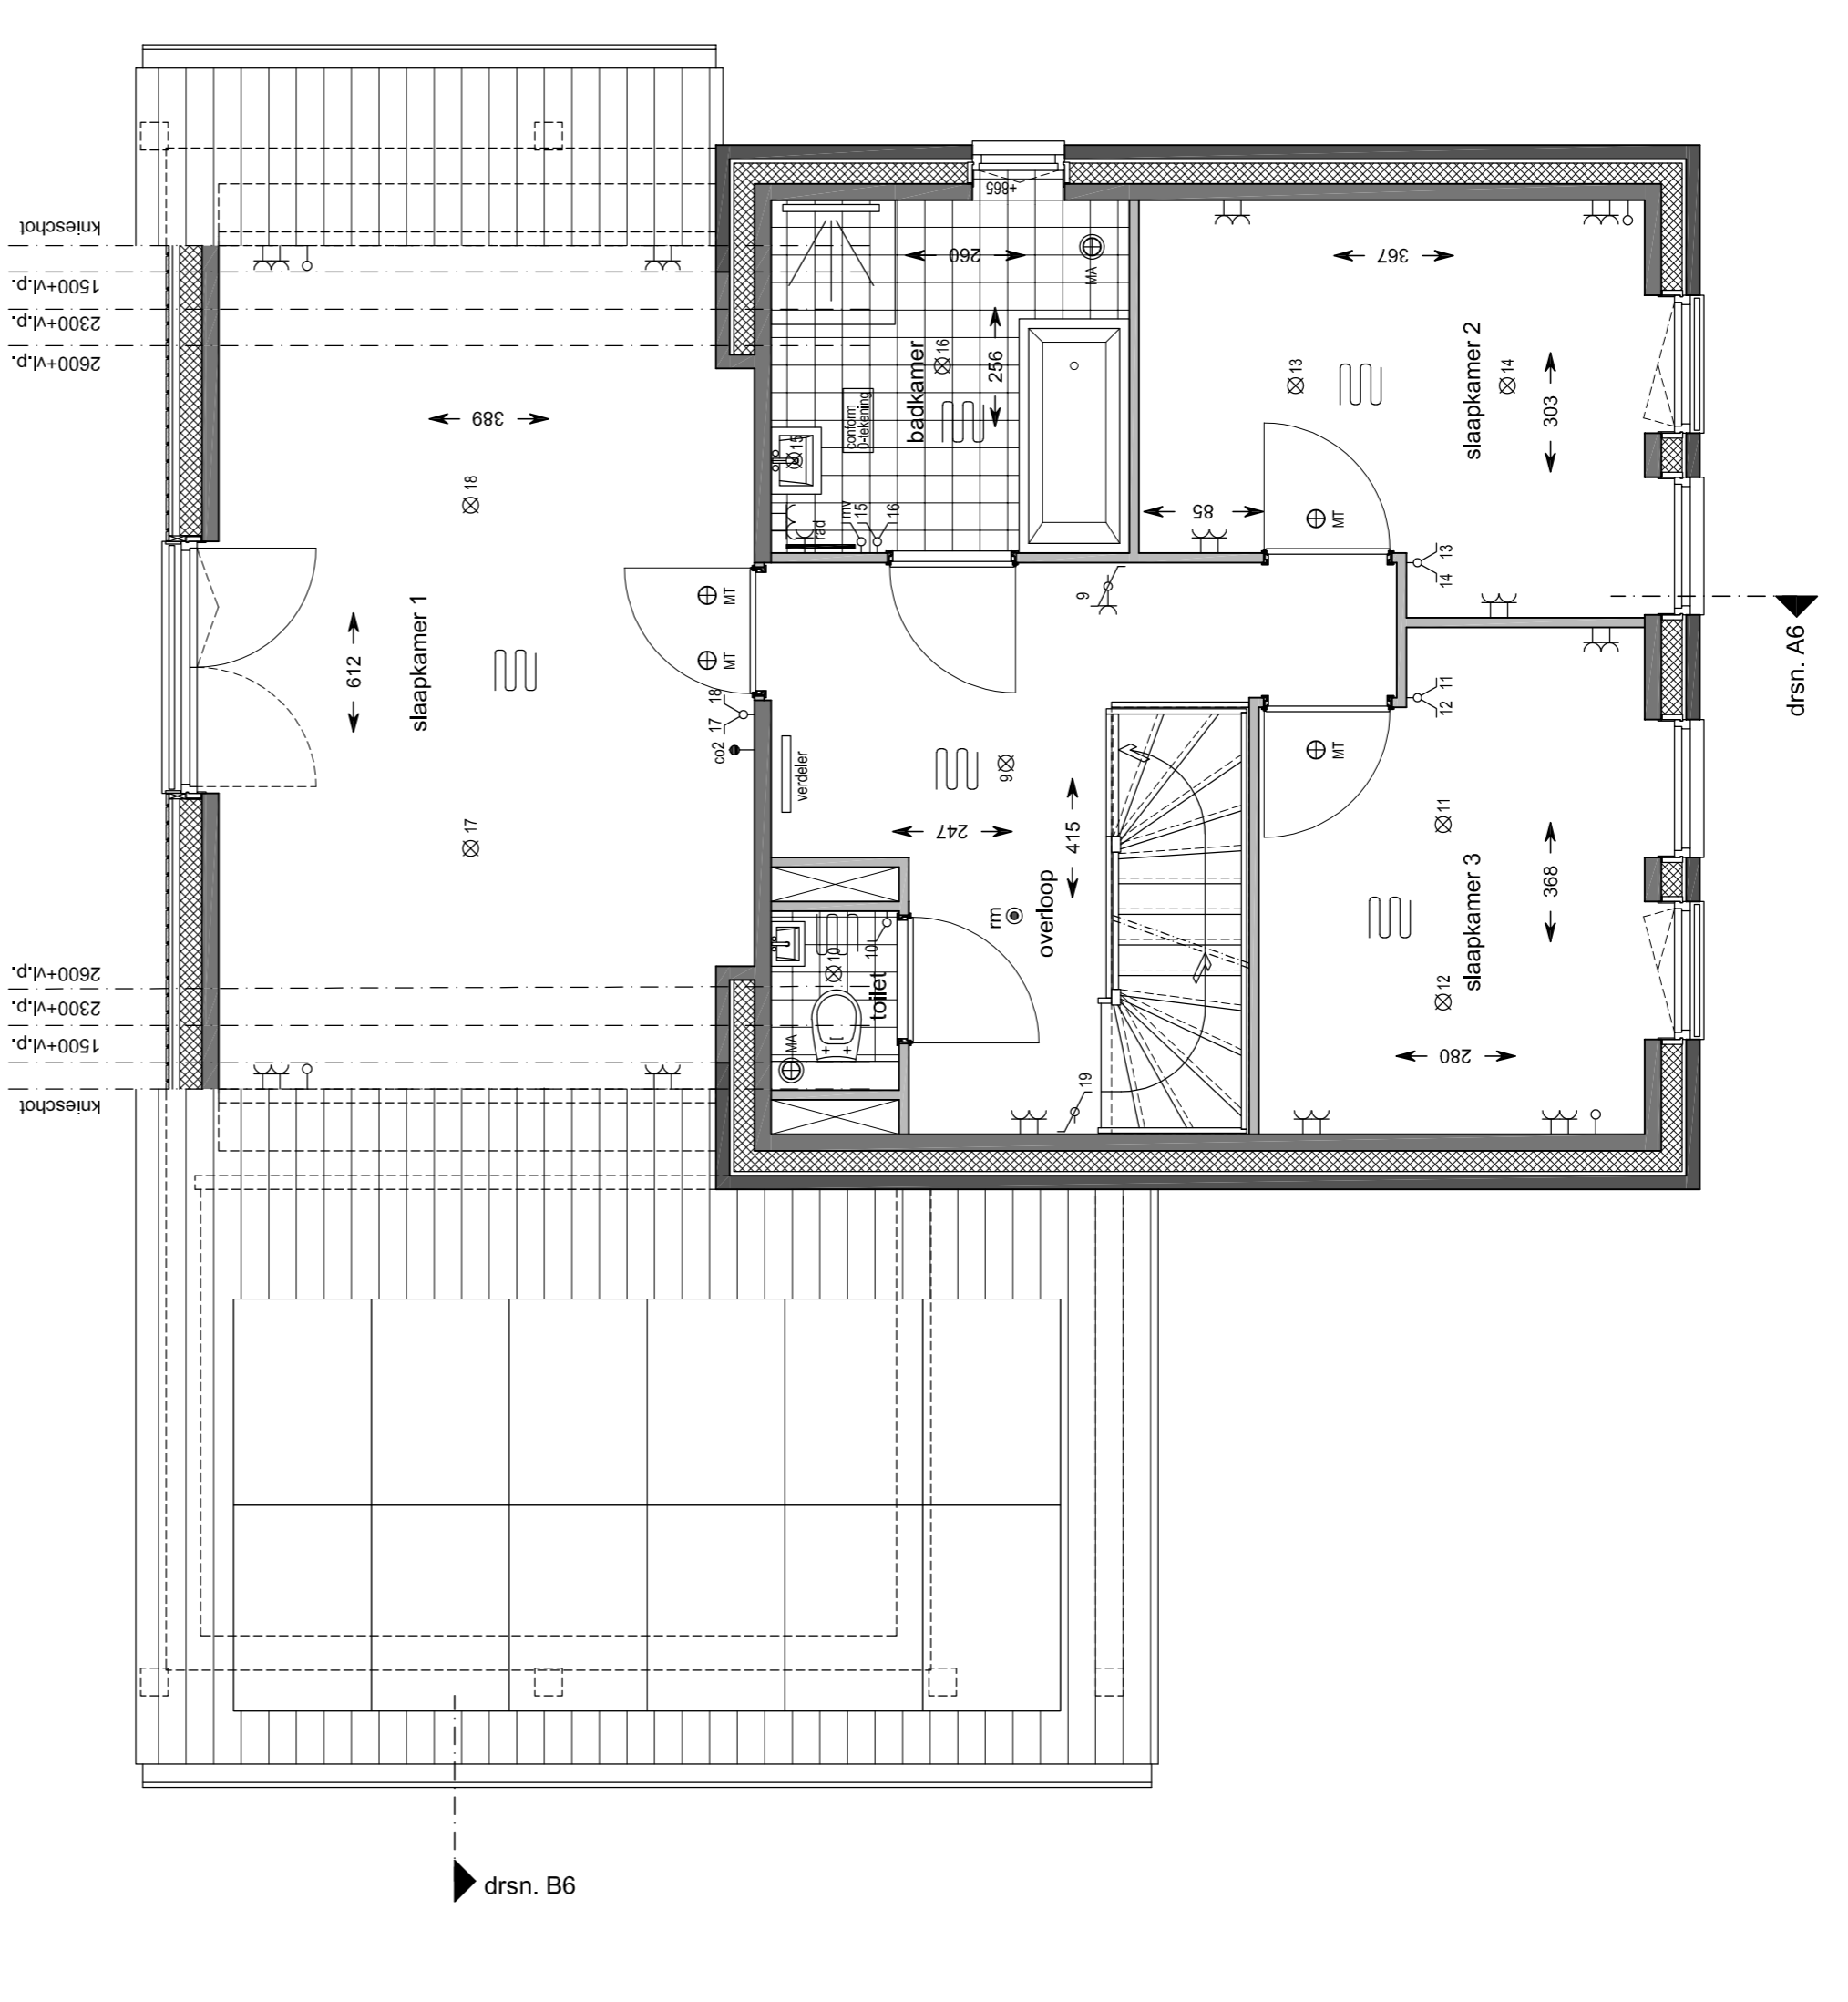 knieschot
1500+vl.p.
2300+vl.p.
2600+vl.p.
389
18
612
slaapkamer 1
17
MT
MT
17
18
co2
2600+vl.p.
2300+vl.p.
1500+vl.p.
knieschot
+865
260
MA
badkamer
16
256
conform
0-tekening
15
rad
mv
15
16
367
13
slaapkamer 2
14
303
85
MT
13
14
9
drsn. A6
verdeler
9
247
415
rm
overloop
10
10
toilet
MA
19
12
11
MT
11
slaapkamer 3
368
12
280
drsn. B6